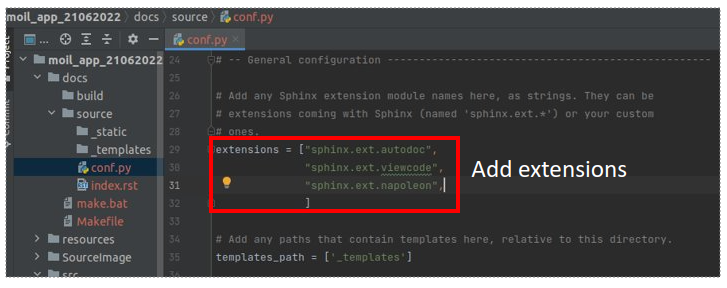 moil_app_21062022 docs source conf.py
Project
... conf.py
moil_app_21062022
docs
build
source
_static
_templates
conf.py
index.rst
make.bat
Makefile
resources
SourceImage
src
Commit
24 # -- General configuration ---------------------------------------------------
25
26 # Add any Sphinx extension module names here, as strings. They can be
27 # extensions coming with Sphinx (named 'sphinx.ext.*') or your custom
28 # ones.
29 extensions = ["sphinx.ext.autodoc",
30 "sphinx.ext.viewcode",
31 "sphinx.ext.napoleon",
32 ]
33
34 # Add any paths that contain templates here, relative to this directory.
35 templates_path = ['_templates']
36
Add extensions